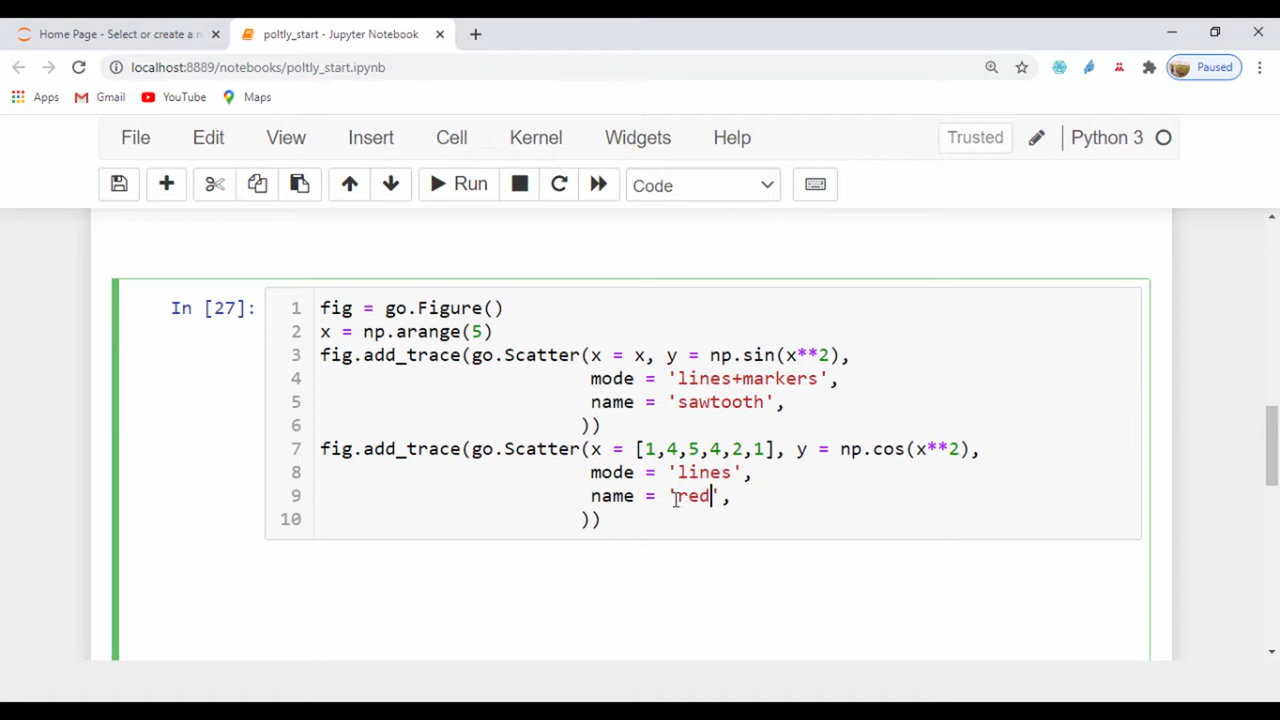 Home Page - Select or create a n
poltly_start - Jupyter Notebook
localhost:8889/notebooks/poltly_start.ipynb
Paused
Apps
Gmail
YouTube
Maps
File
Edit
View
Insert
Cell
Kernel
Widgets
Help
Trusted
Python 3
Run
Code
In [27]:
1 fig = go.Figure()
2 x = np.arange(5)
3 fig.add_trace(go.Scatter(x = x, y = np.sin(x**2),
4 mode = 'lines+markers',
5 name = 'sawtooth',
6 ))
7 fig.add_trace(go.Scatter(x = [1,4,5,4,2,1], y = np.cos(x**2),
8 mode = 'lines',
9 name = 'red',
10 ))